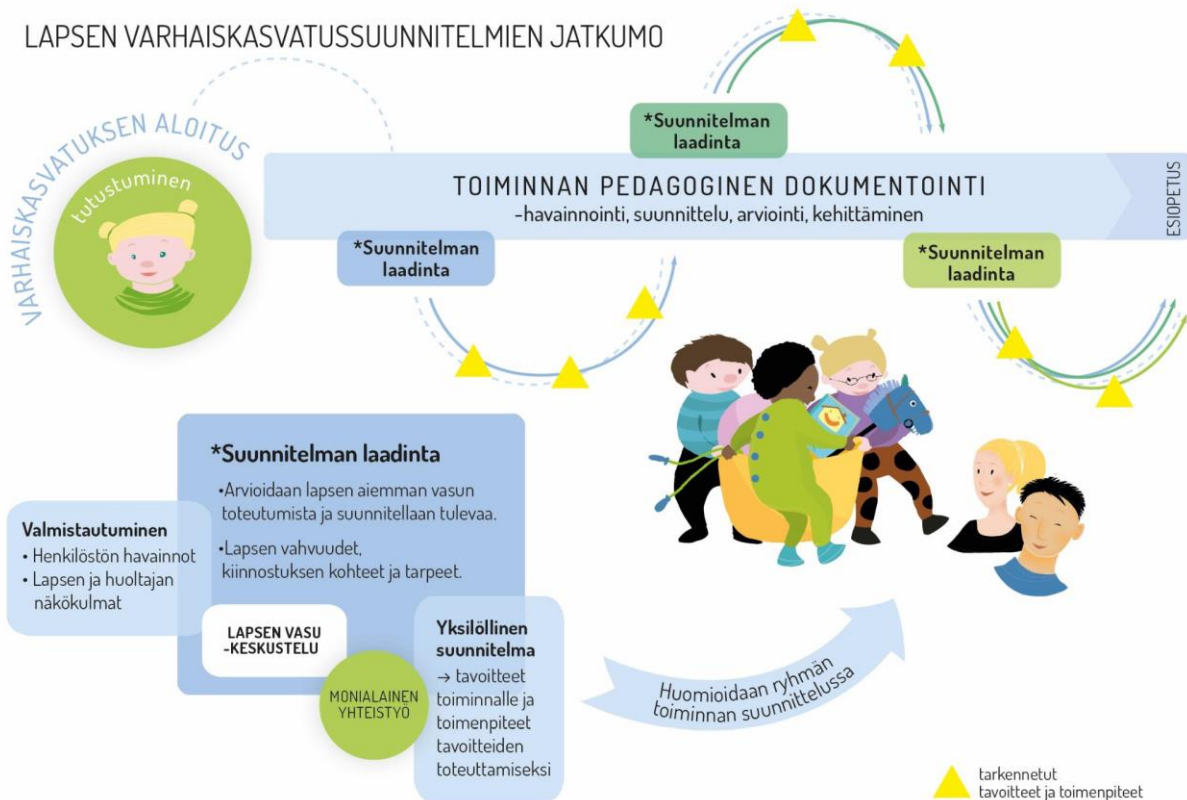 LAPSEN VARHAISKASVATUSSUUNNITELMIEN JATKUMO
VARHAISKASVATUKSEN ALOITUS
tutustuminen
*Suunnitelman
laadinta
TOIMINNAN PEDAGOGINEN DOKUMENTOINTI
-havainnointi, suunnittelu, arviointi, kehittäminen
ESIOPETUS
*Suunnitelman
laadinta
*Suunnitelman
laadinta
*Suunnitelman laadinta
•Arvioidaan lapsen aiemman vasun
toteutumista ja suunnitellaan tulevaa.
•Lapsen vahvuudet,
kiinnostuksen kohteet ja tarpeet.
Valmistautuminen
• Henkilöstön havainnot
• Lapsen ja huoltajan
näkökulmat
LAPSEN VASU
-KESKUSTELU
MONIALAINEN
YHTEISTYÖ
Yksilöllinen
suunnitelma
→ tavoitteet
toiminnalle ja
toimenpiteet
tavoitteiden
toteuttamiseksi
Huomioidaan ryhmän
toiminnan suunnittelussa
tarkennetut
tavoitteet ja toimenpiteet